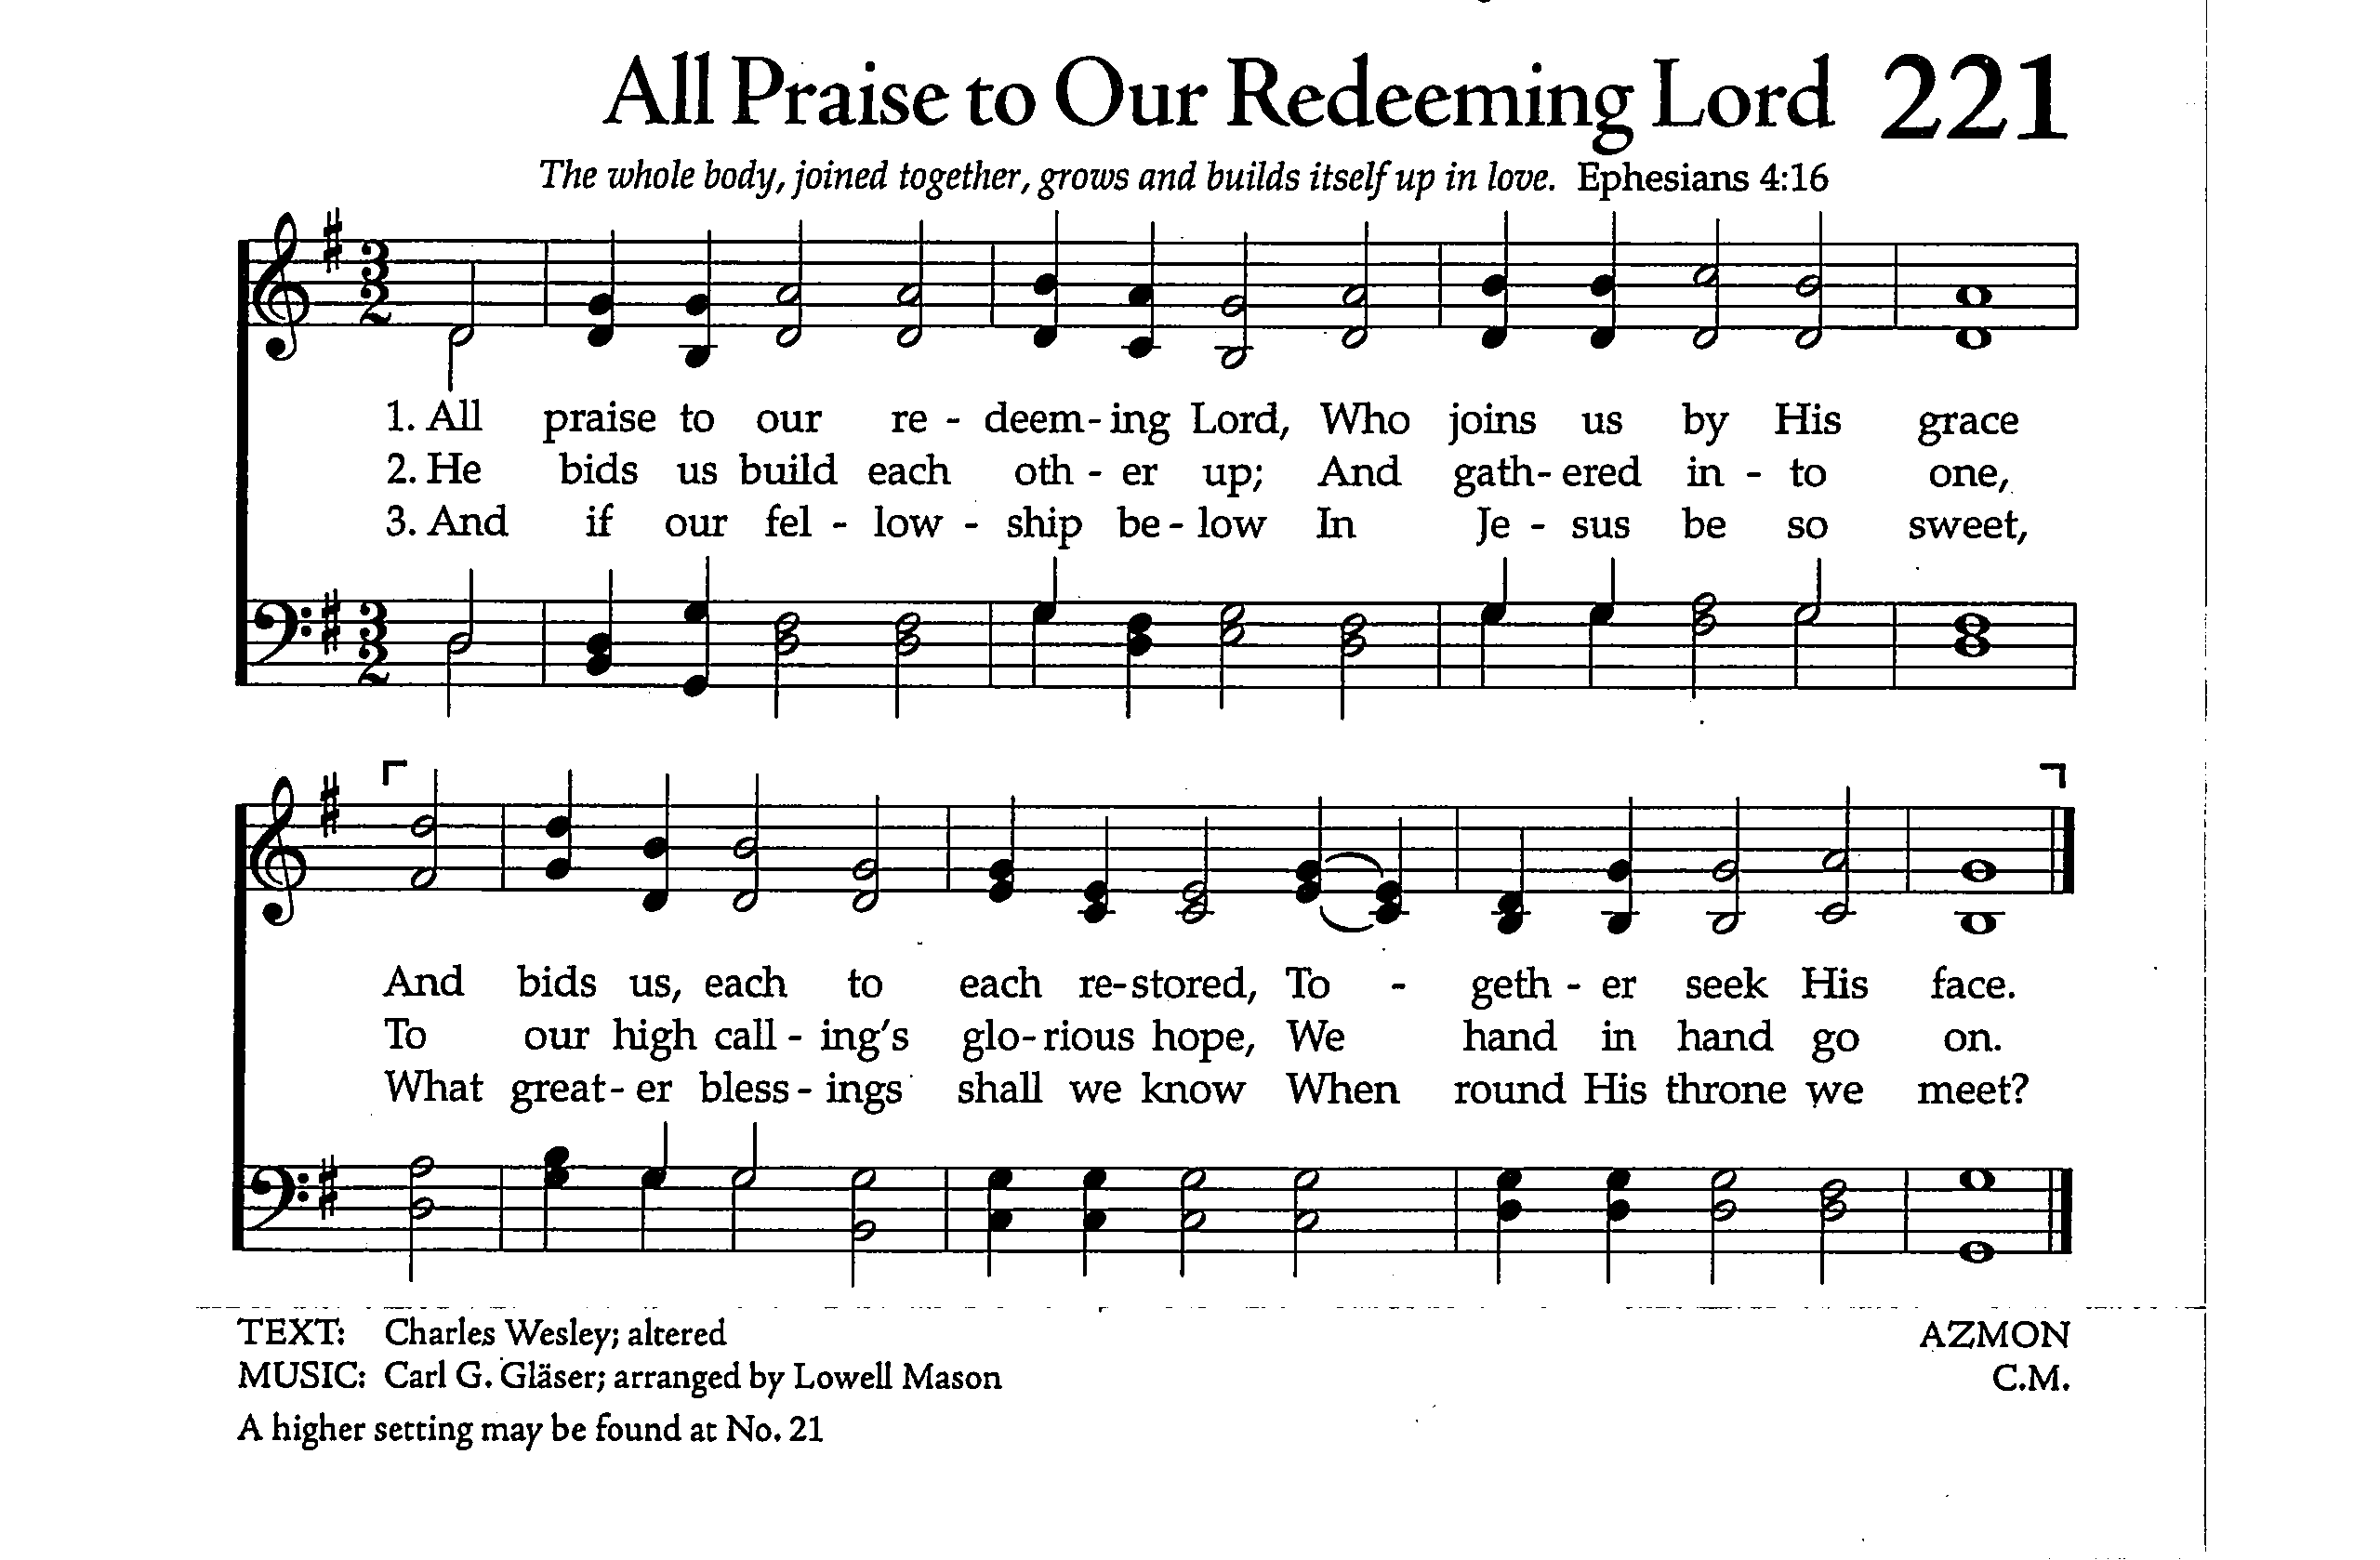 All Praise to Our Redeeming Lord 221
The whole body, joined together, grows and builds itself up in love. Ephesians 4:16
1. All praise to our re - deem - ing Lord, Who joins us by His grace
2. He bids us build each oth - er up; And gath - ered in - to one,
3. And if our fel - low - ship be - low In Je - sus be so sweet,
And bids us, each to each re - stored, To - geth - er seek His face.
To our high call - ing's glo - rious hope, We hand in hand go on.
What great - er bless - ings shall we know When round His throne we meet?
TEXT: Charles Wesley; altered AZMON
MUSIC: Carl G. Gläser; arranged by Lowell Mason C.M.
A higher setting may be found at No. 21